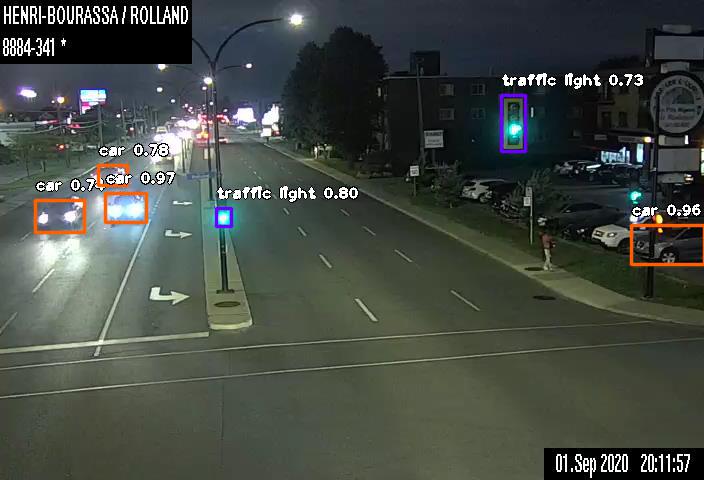 HENRI-BOURASSA / ROLLAND
8884-341 *
traffic light 0.73
car 0.78
car 0.97
car 0.7
traffic light 0.80
car 0.96
01.Sep 2020 20:11:57